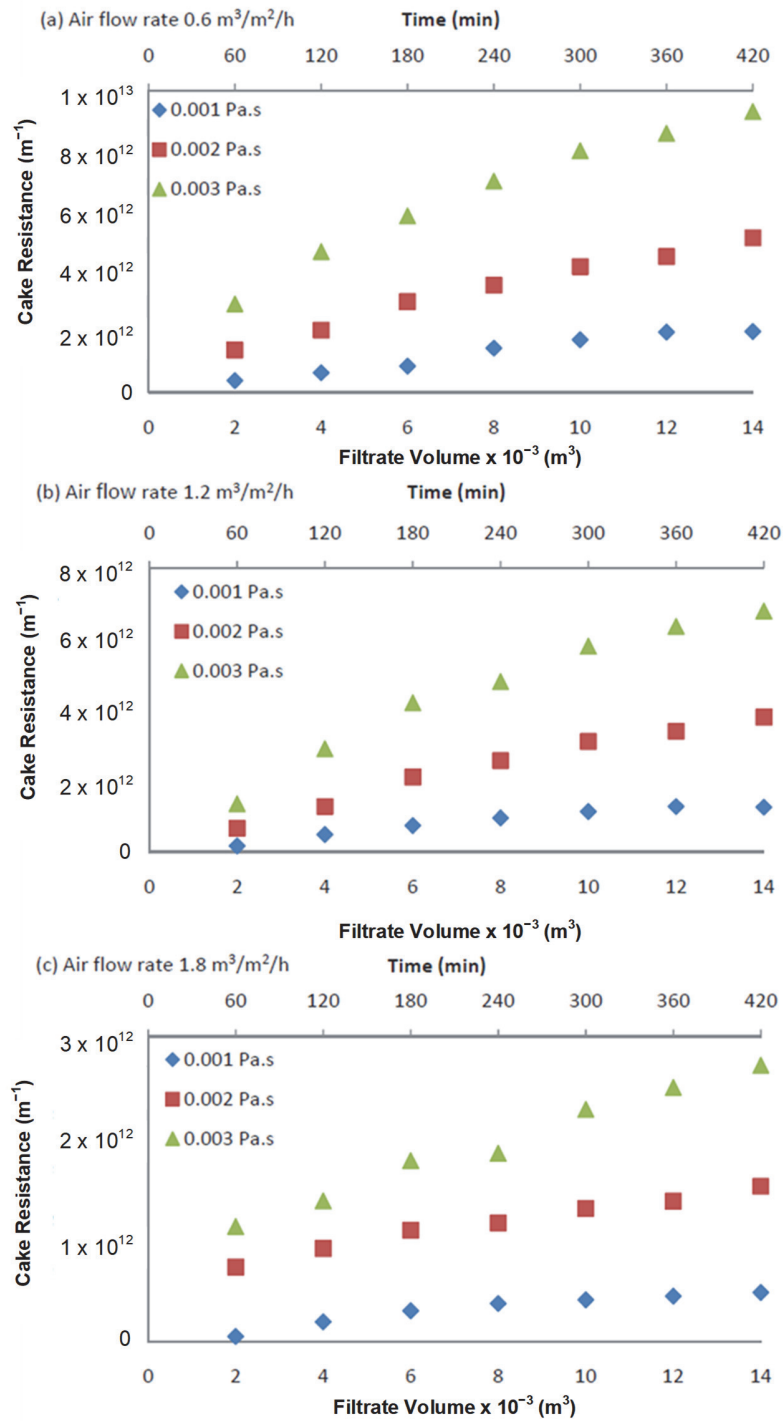 (a) Air flow rate 0.6 m³/m²/h Time (min)
0 60 120 180 240 300 360 420
1 x 10¹³
8 x 10¹²
6 x 10¹²
4 x 10¹²
2 x 10¹²
0
Cake Resistance (m⁻¹)
0.001 Pa.s
0.002 Pa.s
0.003 Pa.s
0 2 4 6 8 10 12 14
Filtrate Volume x 10⁻³ (m³)
(b) Air flow rate 1.2 m³/m²/h Time (min)
0 60 120 180 240 300 360 420
8 x 10¹²
6 x 10¹²
4 x 10¹²
2 x 10¹²
0
Cake Resistance (m⁻¹)
0.001 Pa.s
0.002 Pa.s
0.003 Pa.s
0 2 4 6 8 10 12 14
Filtrate Volume x 10⁻³ (m³)
(c) Air flow rate 1.8 m³/m²/h Time (min)
0 60 120 180 240 300 360 420
3 x 10¹²
2 x 10¹²
1 x 10¹²
0
Cake Resistance (m⁻¹)
0.001 Pa.s
0.002 Pa.s
0.003 Pa.s
0 2 4 6 8 10 12 14
Filtrate Volume x 10⁻³ (m³)